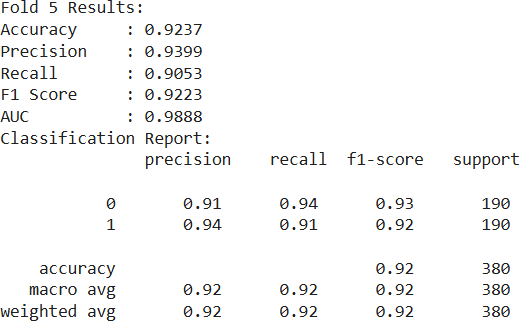 Fold 5 Results:
Accuracy     : 0.9237
Precision    : 0.9399
Recall       : 0.9053
F1 Score     : 0.9223
AUC          : 0.9888
Classification Report:
              precision    recall  f1-score   support

           0       0.91      0.94      0.93       190
           1       0.94      0.91      0.92       190

    accuracy                           0.92       380
   macro avg       0.92      0.92      0.92       380
weighted avg       0.92      0.92      0.92       380